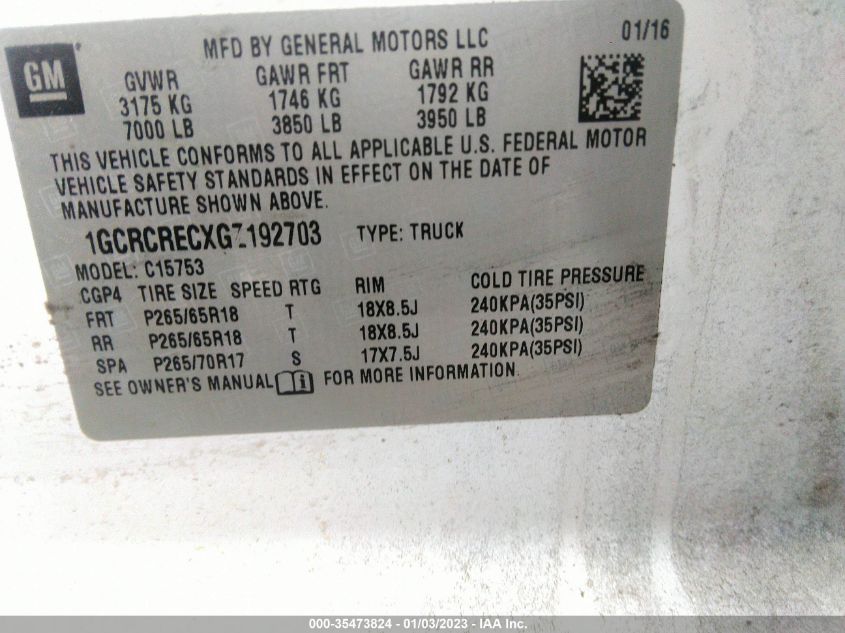 MFD BY GENERAL MOTORS LLC 01/16
GM
GVWR GAWR FRT GAWR RR
3175 KG 1746 KG 1792 KG
7000 LB 3850 LB 3950 LB
THIS VEHICLE CONFORMS TO ALL APPLICABLE U.S. FEDERAL MOTOR
VEHICLE SAFETY STANDARDS IN EFFECT ON THE DATE OF
MANUFACTURE SHOWN ABOVE.
1GCRCRECXGZ192703 TYPE: TRUCK
MODEL: C15753
CGP4 TIRE SIZE SPEED RTG RIM COLD TIRE PRESSURE
FRT P265/65R18 T 18X8.5J 240KPA(35PSI)
RR P265/65R18 T 18X8.5J 240KPA(35PSI)
SPA P265/70R17 S 17X7.5J 240KPA(35PSI)
SEE OWNER'S MANUAL FOR MORE INFORMATION.
000-35473824 - 01/03/2023 - IAA Inc.